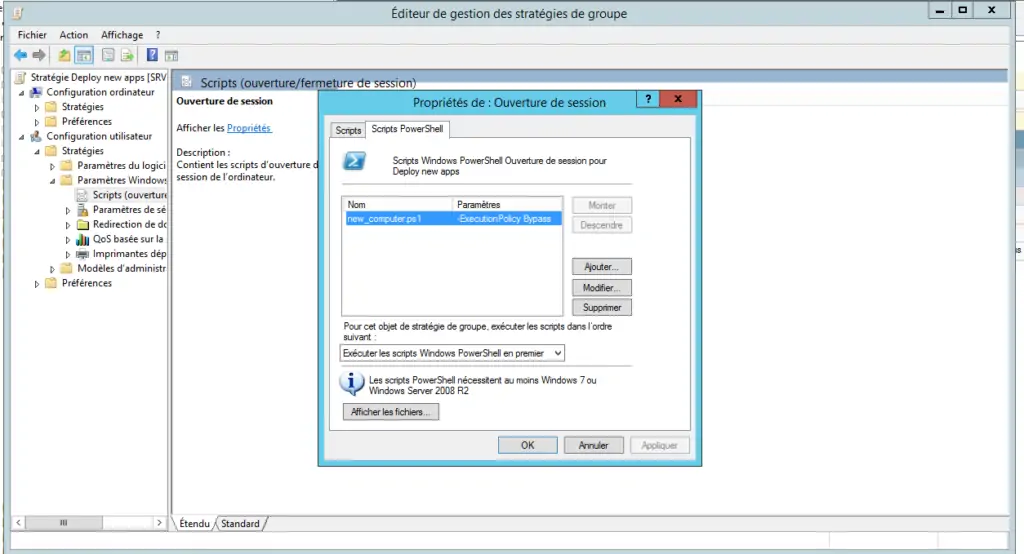 Éditeur de gestion des stratégies de groupe
Fichier Action Affichage ?
Stratégie Deploy new apps [SRV
Configuration ordinateur
Stratégies
Préférences
Configuration utilisateur
Stratégies
Paramètres du logici
Paramètres Windows
Scripts (ouverture
Paramètres de sé
Redirection de do
QoS basée sur la
Imprimantes dép
Modèles d'administr
Préférences
Scripts (ouverture/fermeture de session)
Ouverture de session
Afficher les Propriétés
Description :
Contient les scripts d'ouverture d
session de l'ordinateur.
Étendu Standard
Propriétés de : Ouverture de session
? x
Scripts Scripts PowerShell
Scripts Windows PowerShell Ouverture de session pour
Deploy new apps
Nom Paramètres
new_computer.ps1 -ExecutionPolicy Bypass
Monter
Descendre
Ajouter...
Modifier...
Supprimer
Pour cet objet de stratégie de groupe, exécuter les scripts dans l'ordre
suivant :
Exécuter les scripts Windows PowerShell en premier
Les scripts PowerShell nécessitent au moins Windows 7 ou
Windows Server 2008 R2
Afficher les fichiers...
OK Annuler Appliquer